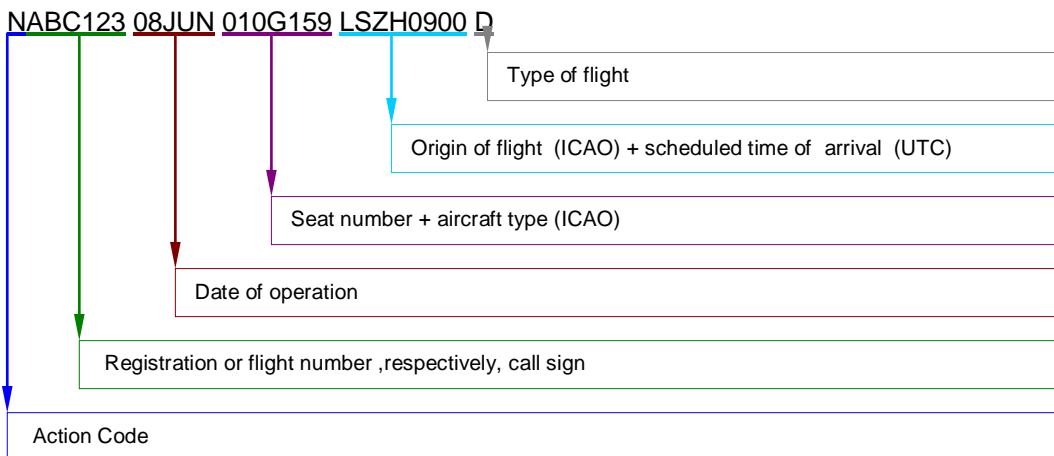 NABC123 08JUN 010G159 LSZH0900 D
Type of flight
Origin of flight (ICAO) + scheduled time of arrival (UTC)
Seat number + aircraft type (ICAO)
Date of operation
Registration or flight number ,respectively, call sign
Action Code